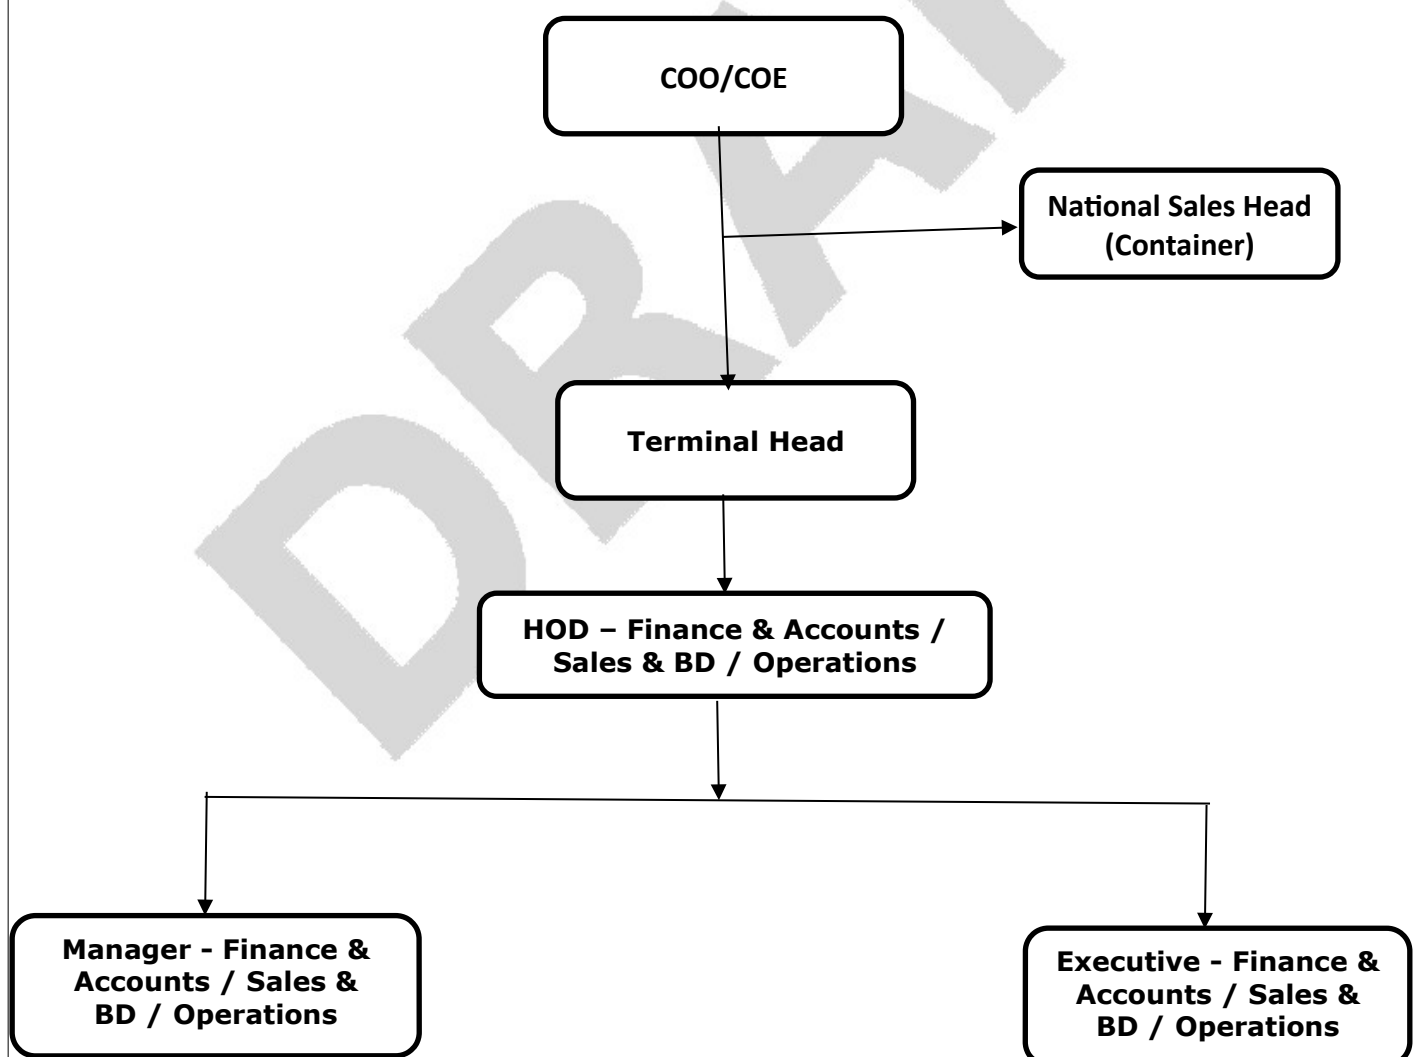 COO/COE
National Sales Head
(Container)
Terminal Head
HOD – Finance & Accounts /
Sales & BD / Operations
Manager - Finance &
Accounts / Sales &
BD / Operations
Executive - Finance &
Accounts / Sales &
BD / Operations